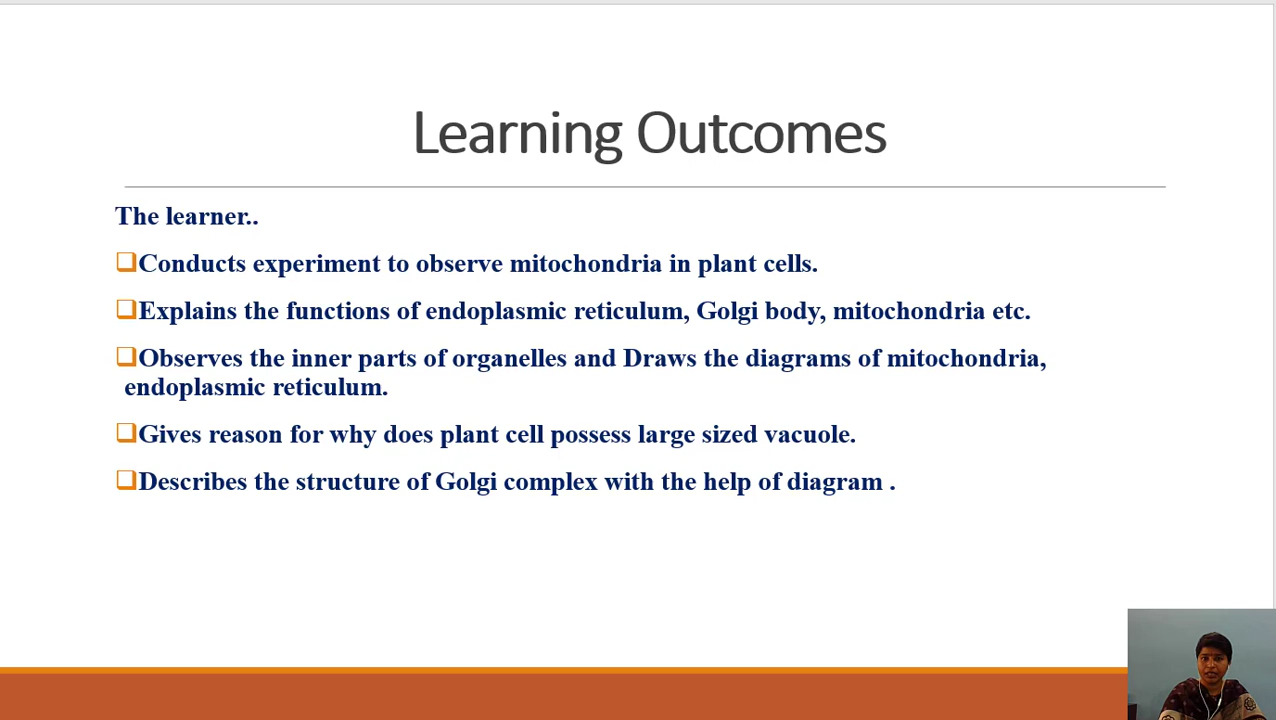 Learning Outcomes
The learner..
❑Conducts experiment to observe mitochondria in plant cells.
❑Explains the functions of endoplasmic reticulum, Golgi body, mitochondria etc.
❑Observes the inner parts of organelles and Draws the diagrams of mitochondria,
endoplasmic reticulum.
❑Gives reason for why does plant cell possess large sized vacuole.
❑Describes the structure of Golgi complex with the help of diagram .